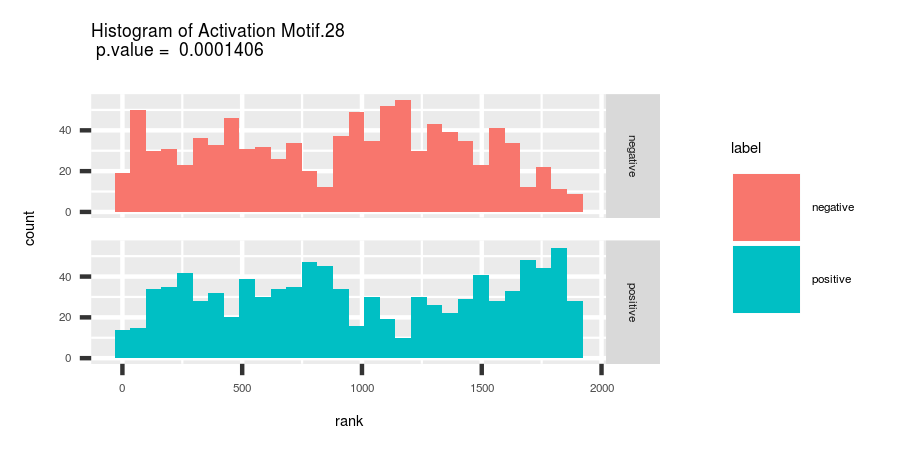 Histogram of Activation Motif.28
p.value =  0.0001406
count
40
20
0
negative
40
20
0
positive
0 500 1000 1500 2000
rank
label
negative
positive